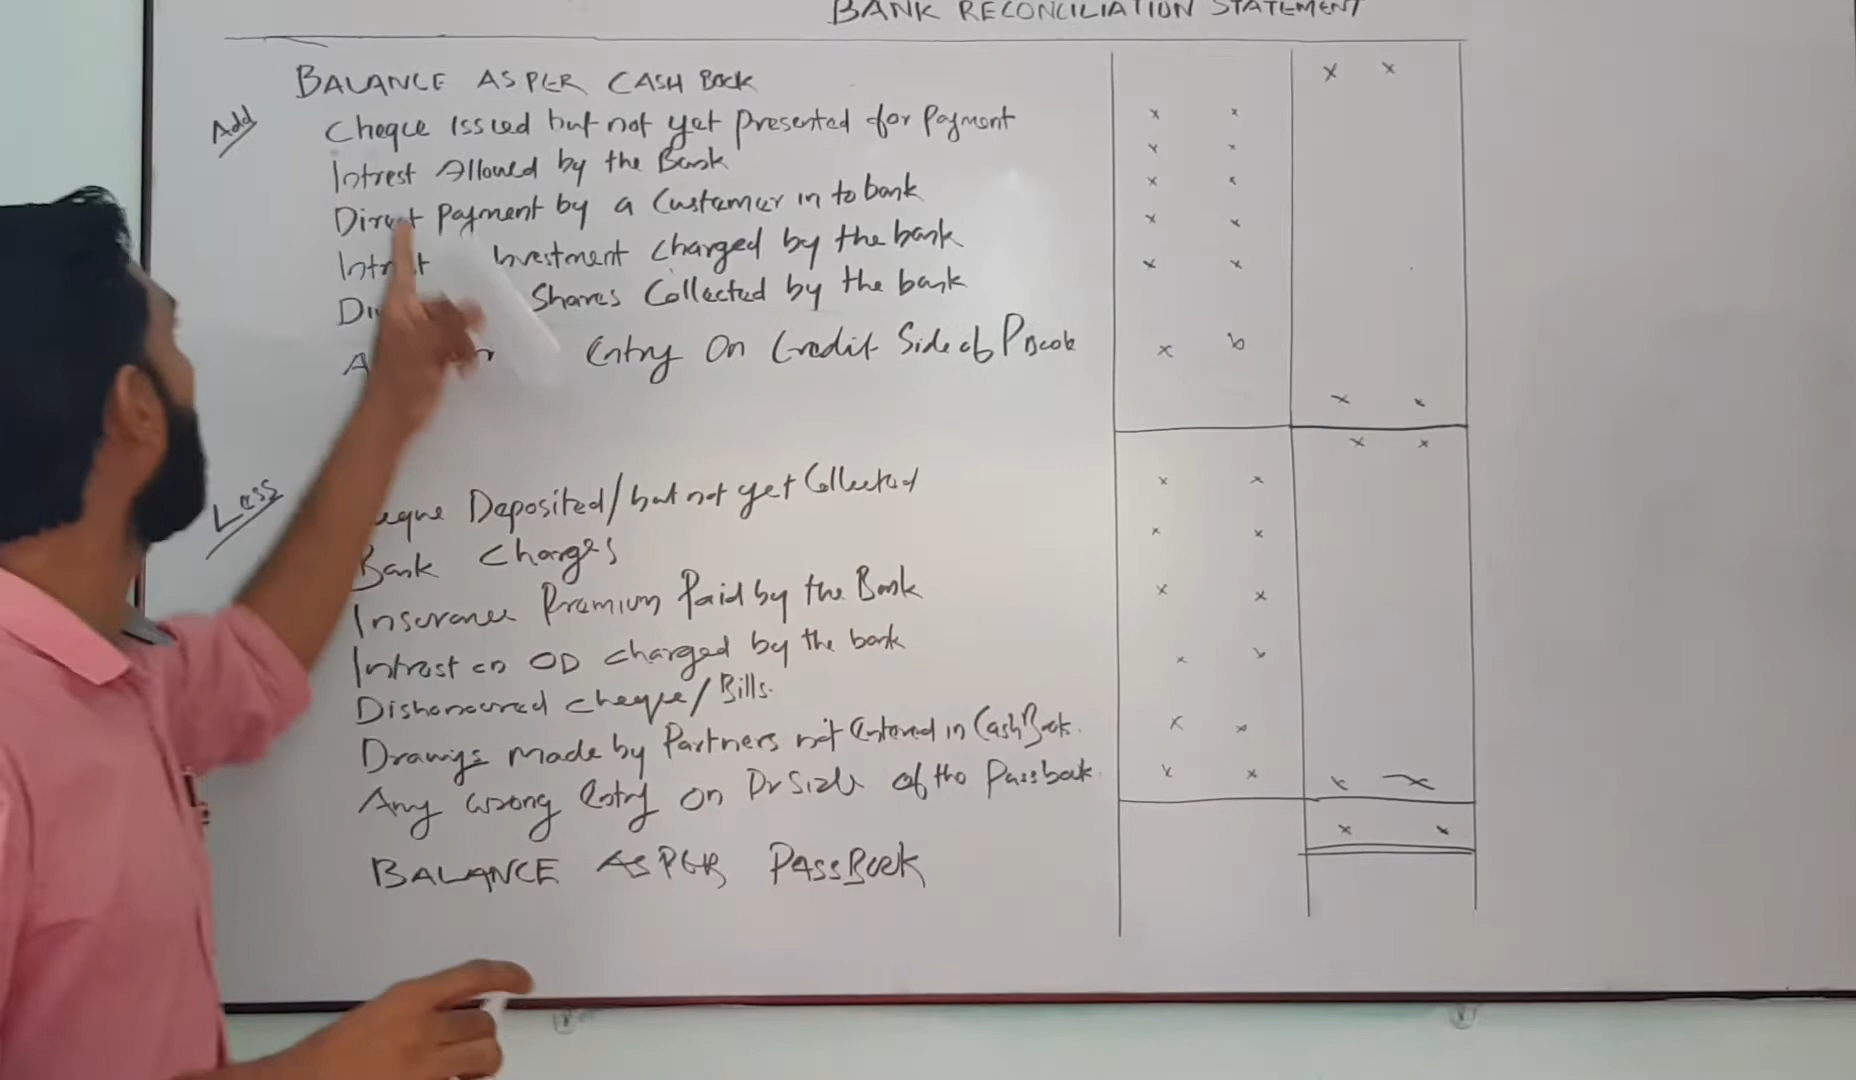 BANK RECONCILIATION STATEMENT
BALANCE AS PER CASH Book
Add
Cheque Issued but not yet presented for payment
Intrest Allowed by the Bank
Direct Payment by a Customer in to bank
Investment charged by the bank
Shares Collected by the bank
Entry On Credit Side of PBook
Less
Deposited/but not yet Collected
Bank Charges
Insurance Premium Paid by the Bank
Intrest on OD charged by the bank
Dishonoured cheque/Bills.
Drawigs made by Partners not Entered in CashBook.
Any wrong Entry on Dr Side of the Passbook.
BALANCE AS PER PASSBOOK